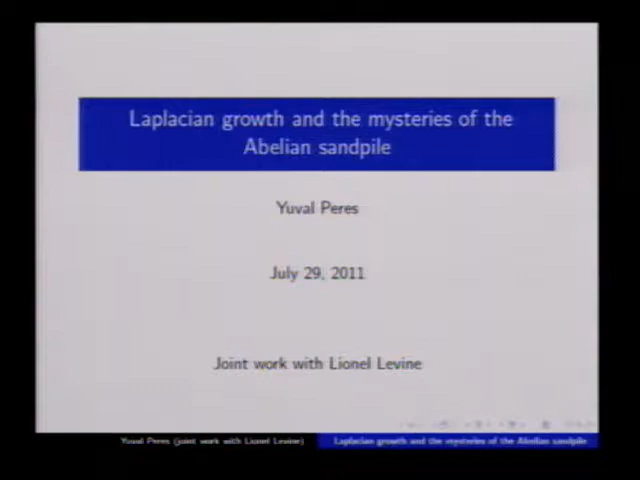 Laplacian growth and the mysteries of the
Abelian sandpile
Yuval Peres
July 29, 2011
Joint work with Lionel Levine
Yuval Peres (joint work with Lionel Levine)
Laplacian growth and the mysteries of the Abelian sandpile